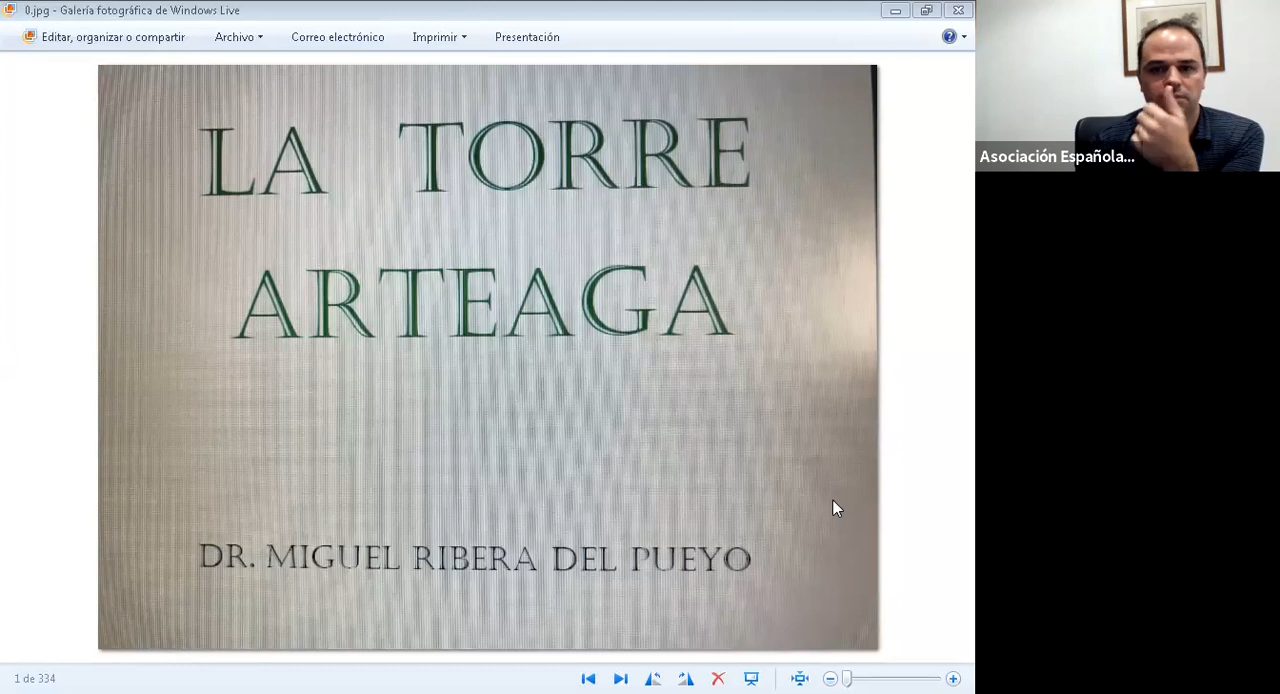 0.jpg - Galería fotográfica de Windows Live
Editar, organizar o compartir Archivo Correo electrónico Imprimir Presentación
LA TORRE
ARTEAGA
DR. MIGUEL RIBERA DEL PUEYO
1 de 334
Asociación Española...